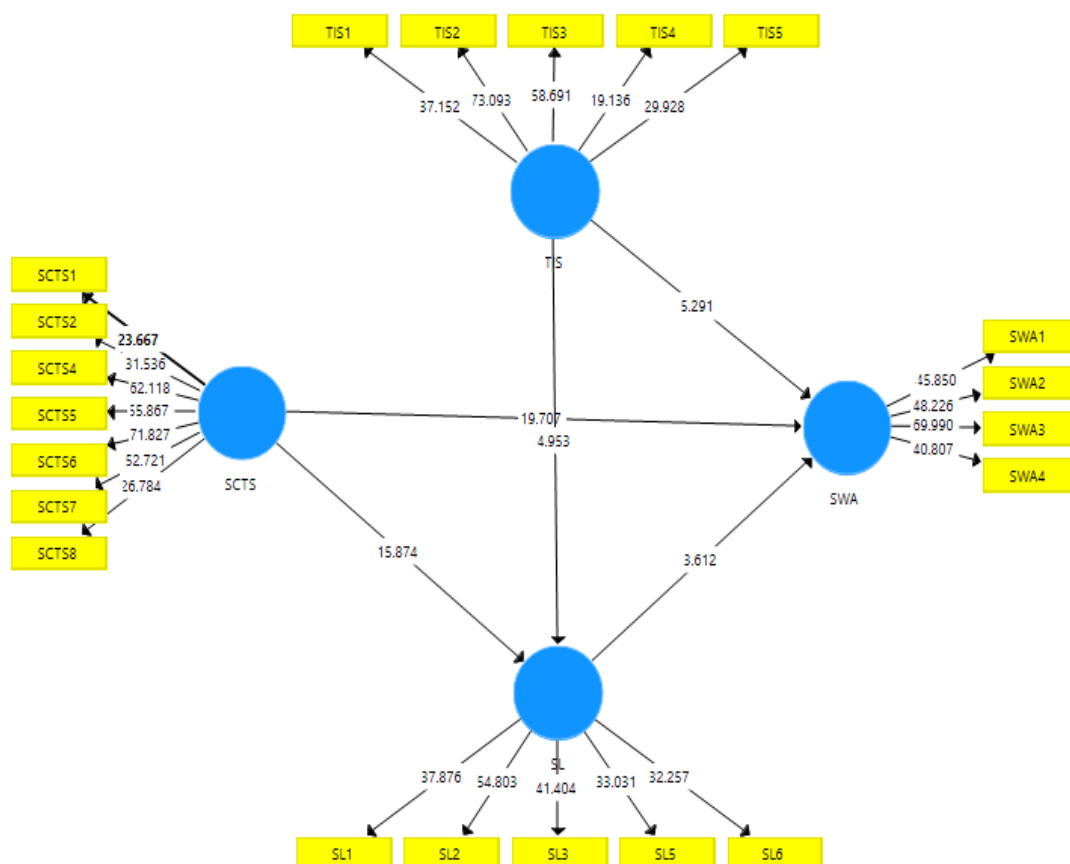 TIS1 TIS2 TIS3 TIS4 TIS5
37.152 73.093 58.691 19.136 29.928
TIS
5.291
SCTS1
SCTS2
SCTS4
SCTS5
SCTS6
SCTS7
SCTS8
23.667
31.536
62.118
55.867
71.827
52.721
26.784
SCTS
19.707
4.953
SWA1
SWA2
SWA3
SWA4
45.850
48.226
69.990
40.807
SWA
15.874
3.612
SL
37.876 54.803 41.404 33.031 32.257
SL1 SL2 SL3 SL5 SL6